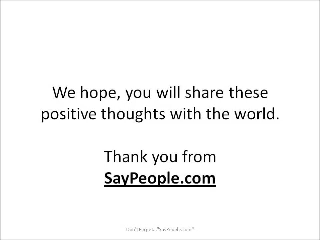 We hope, you will share these
positive thoughts with the world.
Thank you from
SayPeople.com